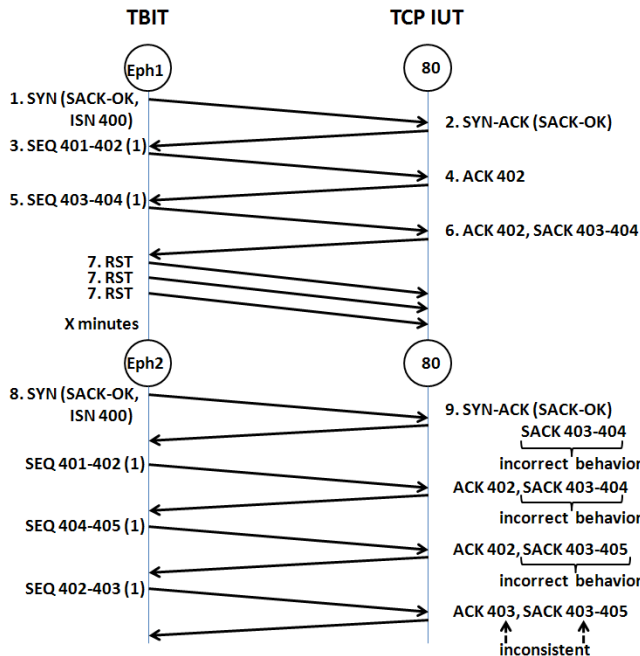 TBIT TCP IUT
Eph1 80
1. SYN (SACK-OK,
ISN 400)
2. SYN-ACK (SACK-OK)
3. SEQ 401-402 (1)
4. ACK 402
5. SEQ 403-404 (1)
6. ACK 402, SACK 403-404
7. RST
7. RST
7. RST
X minutes
Eph2 80
8. SYN (SACK-OK,
ISN 400)
9. SYN-ACK (SACK-OK)
SACK 403-404
incorrect behavior
SEQ 401-402 (1)
ACK 402, SACK 403-404
incorrect behavior
SEQ 404-405 (1)
ACK 402, SACK 403-405
incorrect behavior
SEQ 402-403 (1)
ACK 403, SACK 403-405
inconsistent